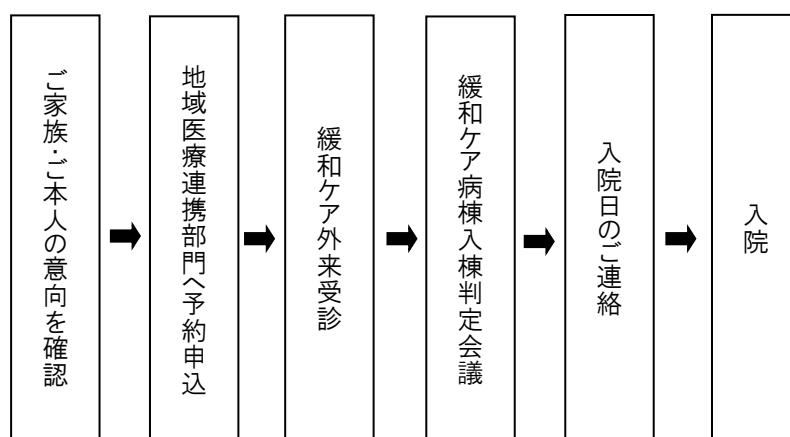 ご家族・ご本人の意向を確認
地域医療連携部門へ予約申込
緩和ケア外来受診
緩和ケア病棟入棟判定会議
入院日のご連絡
入院